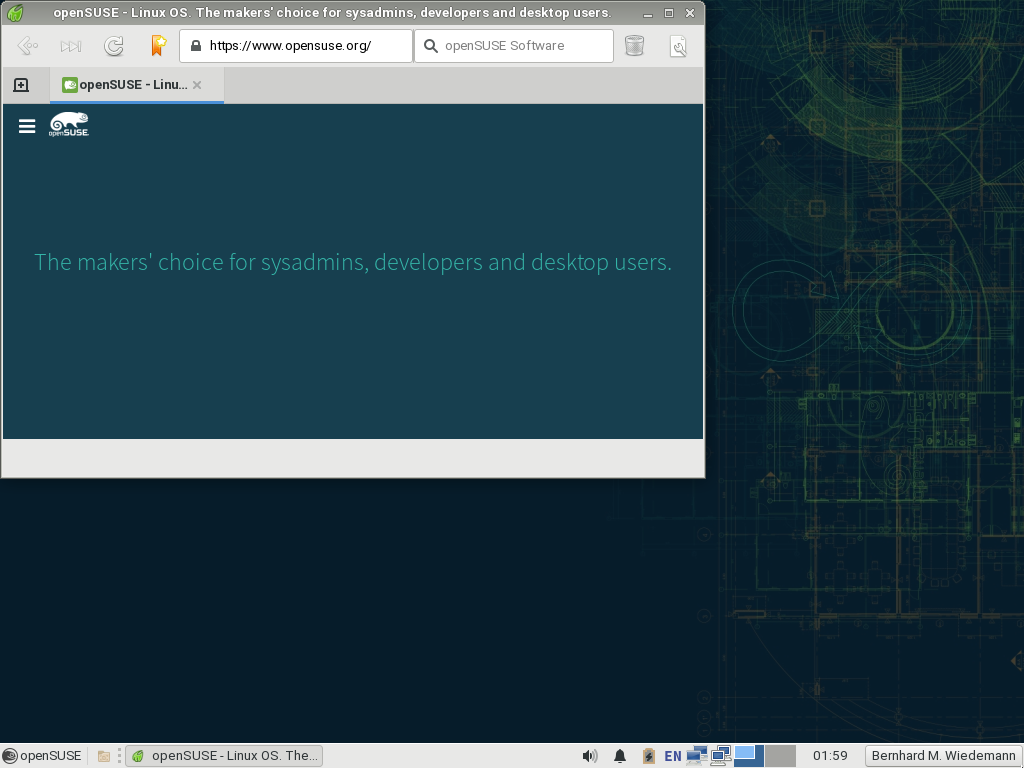 openSUSE - Linux OS. The makers' choice for sysadmins, developers and desktop users.
https://www.opensuse.org/
openSUSE Software
openSUSE - Linu...
openSUSE.
The makers' choice for sysadmins, developers and desktop users.
openSUSE
openSUSE - Linux OS. The...
EN
01:59
Bernhard M. Wiedemann